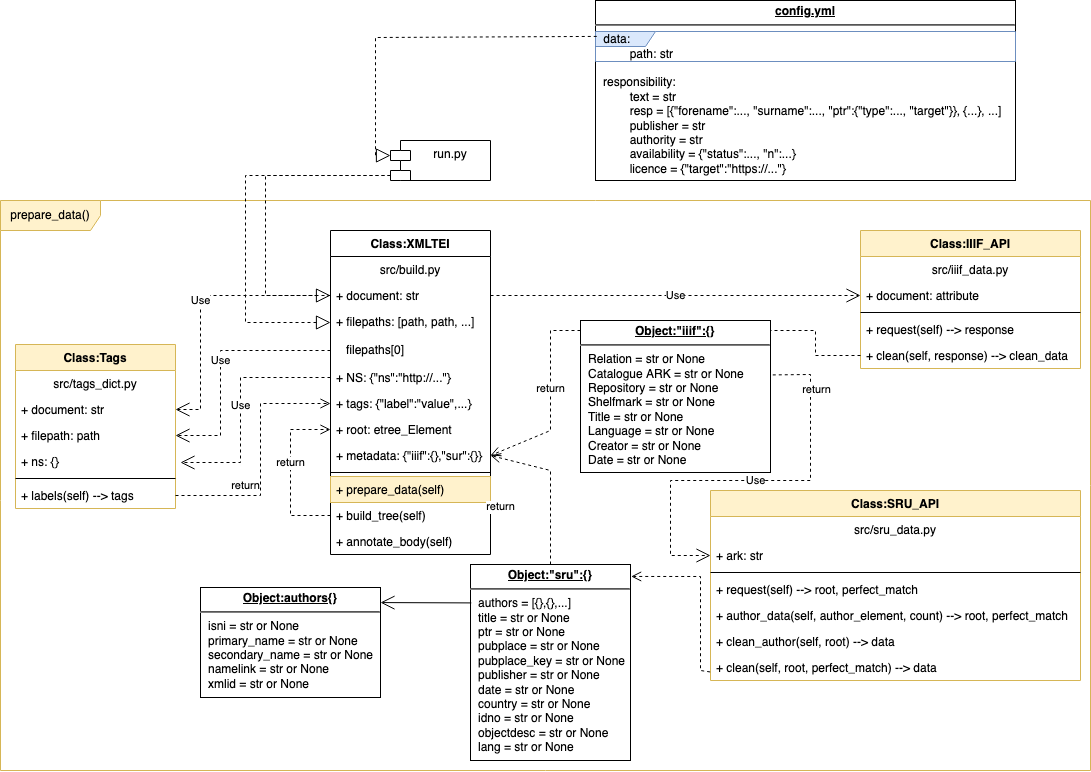 config.yml
data:
path: str
responsibility:
text = str
resp = [{"forename":..., "surname":..., "ptr":{"type":..., "target"}}, {...}, ...]
publisher = str
authority = str
availability = {"status":..., "n":...}
licence = {"target":"https://..."}
run.py
prepare_data()
Class:XMLTEI
src/build.py
+ document: str
+ filepaths: [path, path, ...]
filepaths[0]
+ NS: {"ns":"http://..."}
+ tags: {"label":"value",...}
+ root: etree_Element
+ metadata: {"iiif":{},"sur":{}}
+ prepare_data(self)
+ build_tree(self)
+ annotate_body(self)
Class:IIIF_API
src/iiif_data.py
+ document: attribute
+ request(self) --> response
+ clean(self, response) --> clean_data
Use
Use
Use
Use
return
return
return
return
return
Use
Class:Tags
src/tags_dict.py
+ document: str
+ filepath: path
+ ns: {}
+ labels(self) --> tags
Object:"iiif":{}
Relation = str or None
Catalogue ARK = str or None
Repository = str or None
Shelfmark = str or None
Title = str or None
Language = str or None
Creator = str or None
Date = str or None
Class:SRU_API
src/sru_data.py
+ ark: str
+ request(self) --> root, perfect_match
+ author_data(self, author_element, count) --> root, perfect_match
+ clean_author(self, root) --> data
+ clean(self, root, perfect_match) --> data
Object:"sru":{}
authors = [{},{},...]
title = str or None
ptr = str or None
pubplace = str or None
pubplace_key = str or None
publisher = str or None
date = str or None
country = str or None
idno = str or None
objectdesc = str or None
lang = str or None
Object:authors{}
isni = str or None
primary_name = str or None
secondary_name = str or None
namelink = str or None
xmlid = str or None